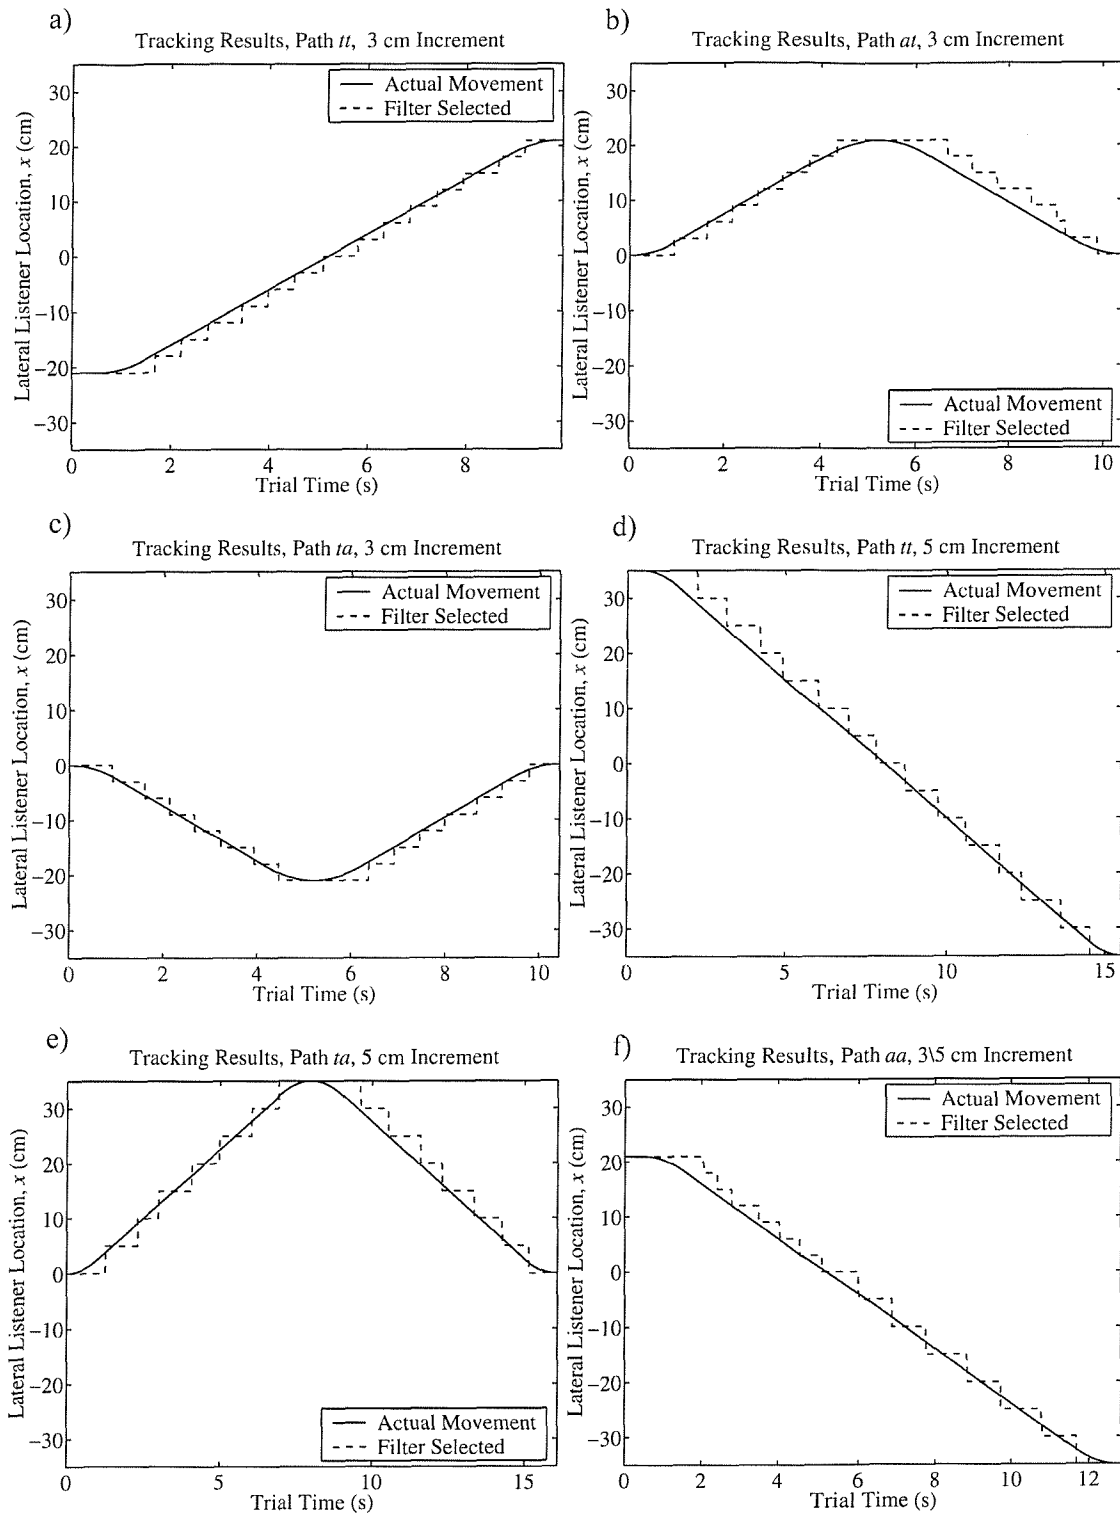 a)
Tracking Results, Path tt, 3 cm Increment
Actual Movement
Filter Selected
30
20
10
0
−10
−20
−30
Lateral Listener Location, x (cm)
0 2 4 6 8
Trial Time (s)
b)
Tracking Results, Path at, 3 cm Increment
30
20
10
0
−10
−20
−30
Lateral Listener Location, x (cm)
Actual Movement
Filter Selected
0 2 4 6 8 10
Trial Time (s)
c)
Tracking Results, Path ta, 3 cm Increment
Actual Movement
Filter Selected
30
20
10
0
−10
−20
−30
Lateral Listener Location, x (cm)
0 2 4 6 8 10
Trial Time (s)
d)
Tracking Results, Path tt, 5 cm Increment
Actual Movement
Filter Selected
30
20
10
0
−10
−20
−30
Lateral Listener Location, x (cm)
0 5 10 15
Trial Time (s)
e)
Tracking Results, Path ta, 5 cm Increment
30
20
10
0
−10
−20
−30
Lateral Listener Location, x (cm)
Actual Movement
Filter Selected
0 5 10 15
Trial Time (s)
f)
Tracking Results, Path aa, 3\5 cm Increment
Actual Movement
Filter Selected
30
20
10
0
−10
−20
−30
Lateral Listener Location, x (cm)
0 2 4 6 8 10 12
Trial Time (s)